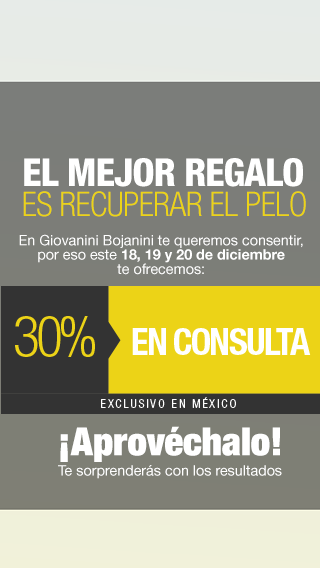 EL MEJOR REGALO
ES RECUPERAR EL PELO
En Giovanini Bojanini te queremos consentir,
por eso este 18, 19 y 20 de diciembre
te ofrecemos:
30% EN CONSULTA
EXCLUSIVO EN MÉXICO
¡Aprovéchalo!
Te sorprenderás con los resultados